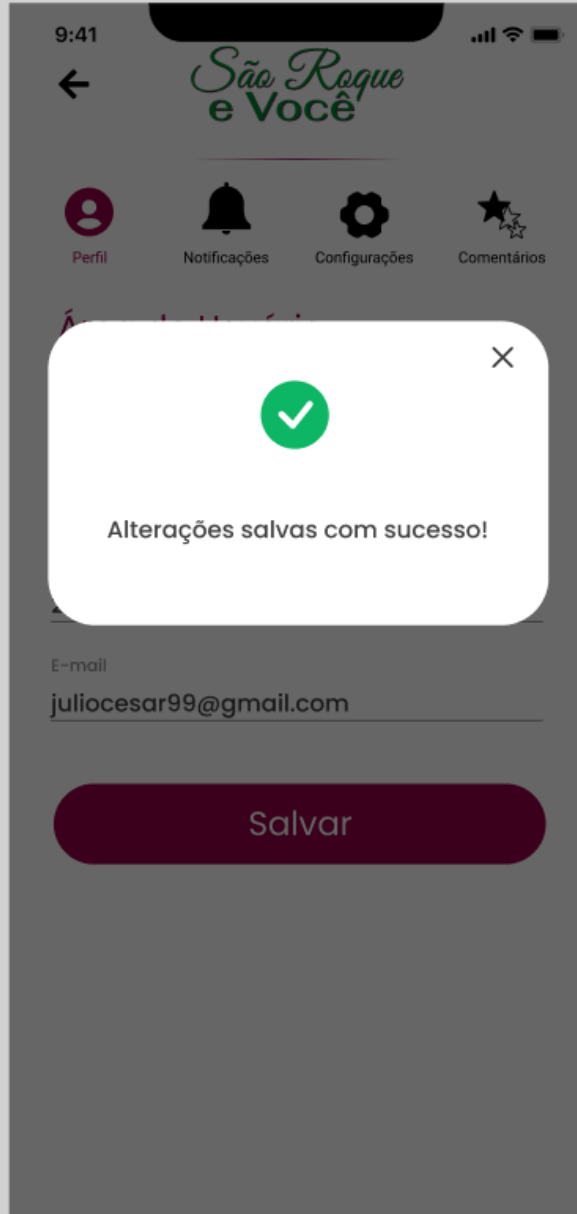 9:41
São Roque
e Você
Perfil Notificações Configurações Comentários
Alterações salvas com sucesso!
E-mail
juliocesar99@gmail.com
Salvar